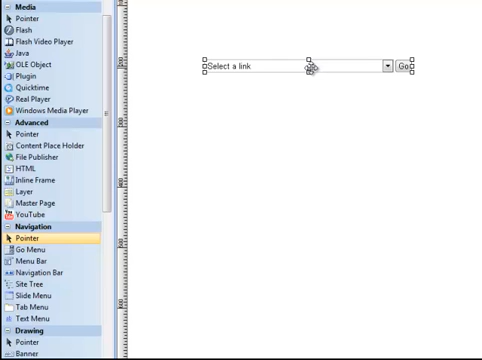 Media
Pointer
Flash
Flash Video Player
Java
OLE Object
Plugin
Quicktime
Real Player
Windows Media Player
Advanced
Pointer
Content Place Holder
File Publisher
HTML
Inline Frame
Layer
Master Page
YouTube
Navigation
Pointer
Go Menu
Menu Bar
Navigation Bar
Site Tree
Slide Menu
Tab Menu
Text Menu
Drawing
Pointer
Banner
Select a link
Go